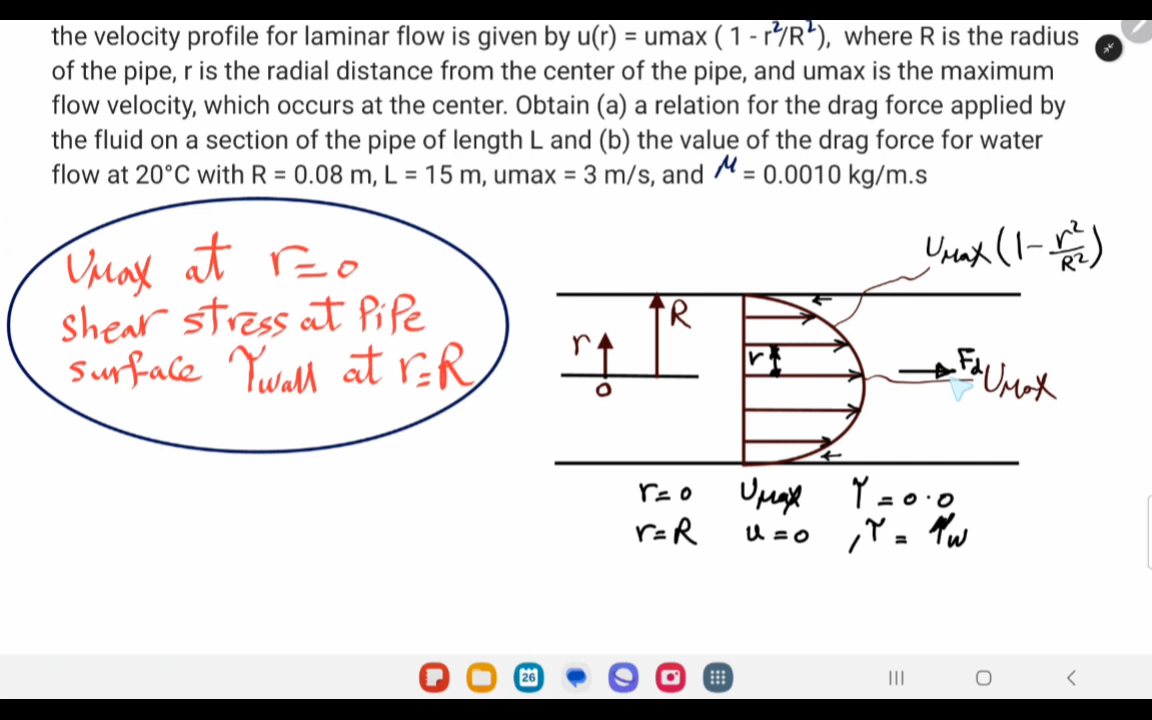 the velocity profile for laminar flow is given by u(r) = umax ( 1 - r²/R²), where R is the radius
of the pipe, r is the radial distance from the center of the pipe, and umax is the maximum
flow velocity, which occurs at the center. Obtain (a) a relation for the drag force applied by
the fluid on a section of the pipe of length L and (b) the value of the drag force for water
flow at 20°C with R = 0.08 m, L = 15 m, umax = 3 m/s, and μ = 0.0010 kg/m.s
Umax at r=0
shear stress at Pipe
surface τwall at r=R
Umax(1-r²/R²)
R
r
0
r
Fd
Umax
r=0 Umax τ=0.0
r=R u=0 , τ= τw
26